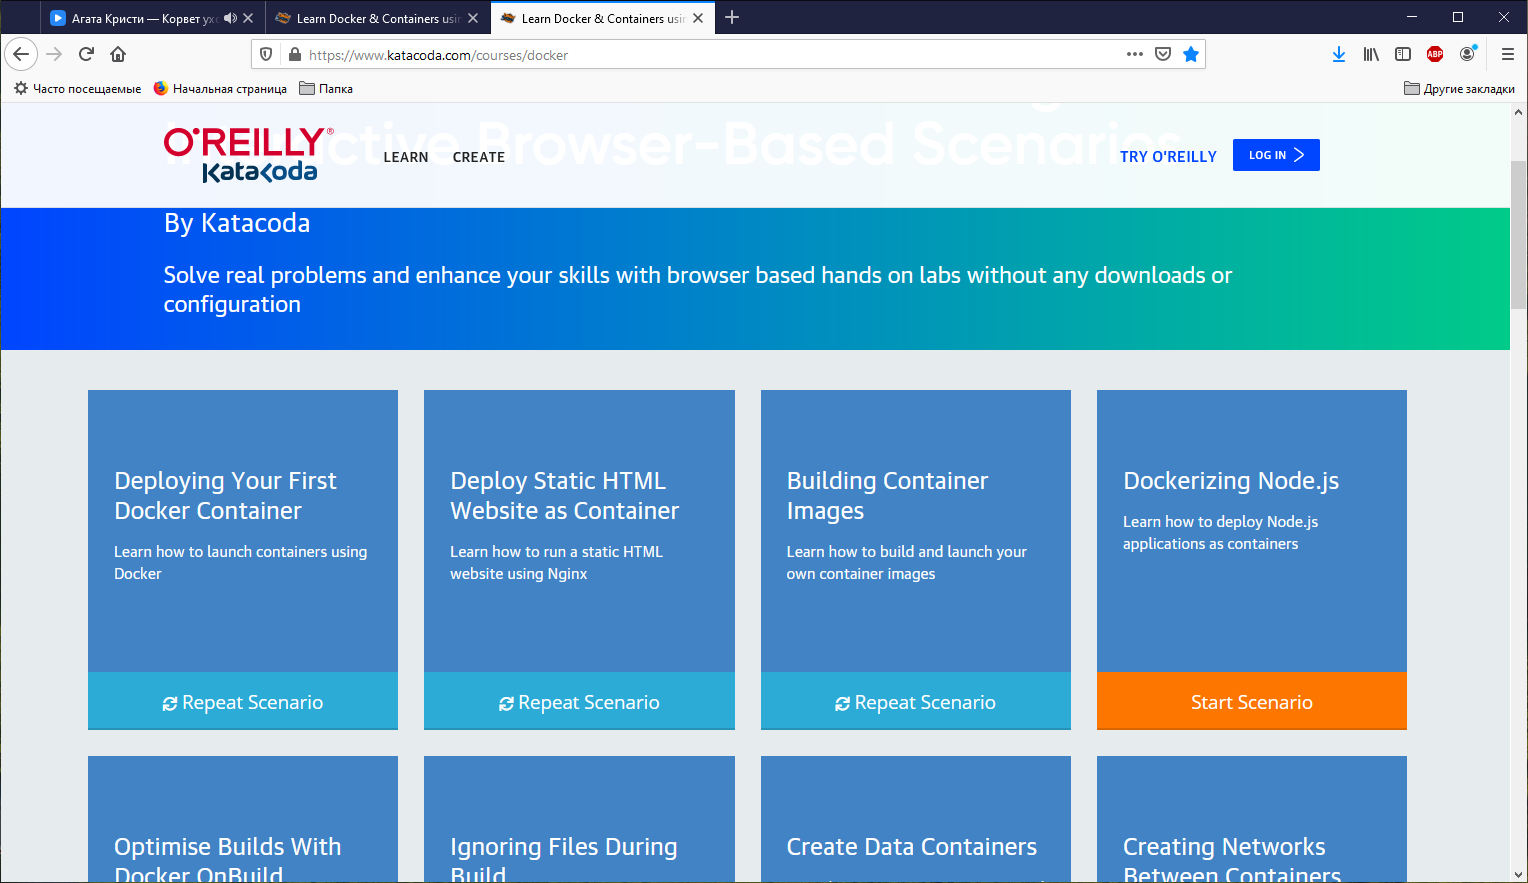 Агата Кристи — Корвет ухо
Learn Docker & Containers usin
Learn Docker & Containers usin
https://www.katacoda.com/courses/docker
ABP
Часто посещаемые
Начальная страница
Папка
Другие закладки
Interactive Browser-Based Scenarios
O'REILLY®
Katacoda
LEARN
CREATE
TRY O'REILLY
LOG IN
By Katacoda
Solve real problems and enhance your skills with browser based hands on labs without any downloads or
configuration
Deploying Your First
Docker Container
Learn how to launch containers using
Docker
Repeat Scenario
Deploy Static HTML
Website as Container
Learn how to run a static HTML
website using Nginx
Repeat Scenario
Building Container
Images
Learn how to build and launch your
own container images
Repeat Scenario
Dockerizing Node.js
Learn how to deploy Node.js
applications as containers
Start Scenario
Optimise Builds With
Docker OnBuild
Ignoring Files During
Build
Create Data Containers
Creating Networks
Between Containers